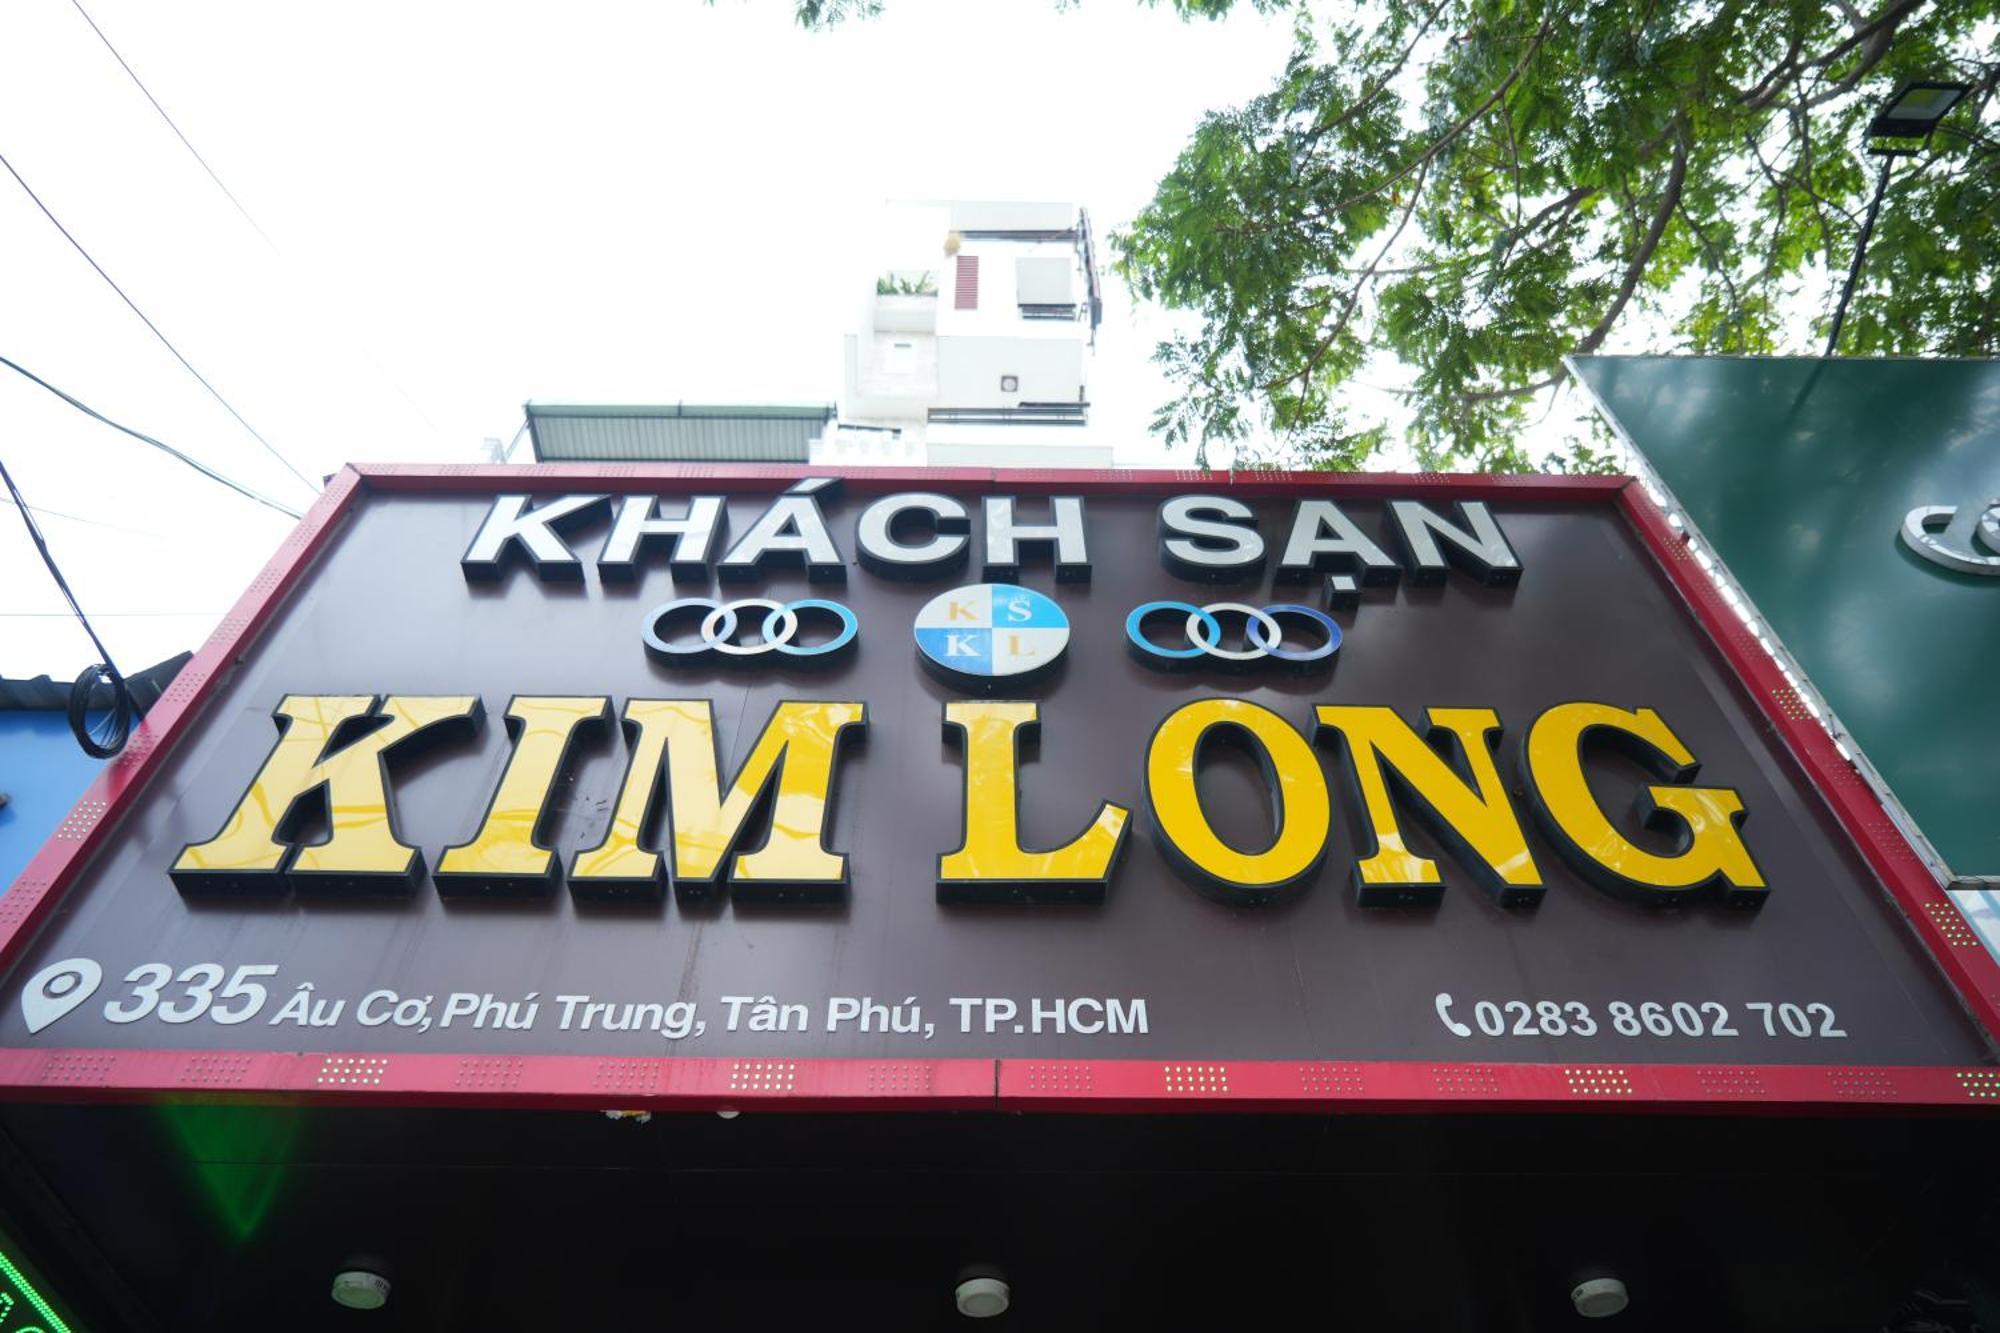 KHÁCH SẠN
K S
K L
KIM LONG
335 Âu Cơ, Phú Trung, Tân Phú, TP.HCM
0283 8602 702